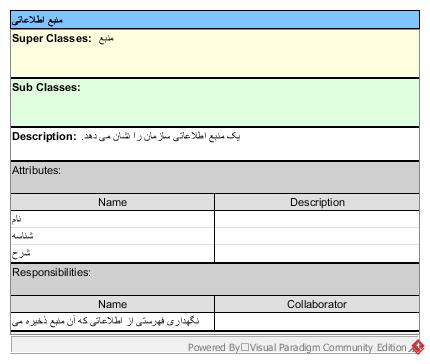 منبع اطلاعاتی
Super Classes: منبع
Sub Classes:
Description: یک منبع اطلاعاتی سازمان را نشان می دهد.
Attributes:
Name Description
نام
شناسه
شرح
Responsibilities:
Name Collaborator
نگهداری فهرستی از اطلاعاتی که آن منبع ذخیره می
Powered By□Visual Paradigm Community Edition